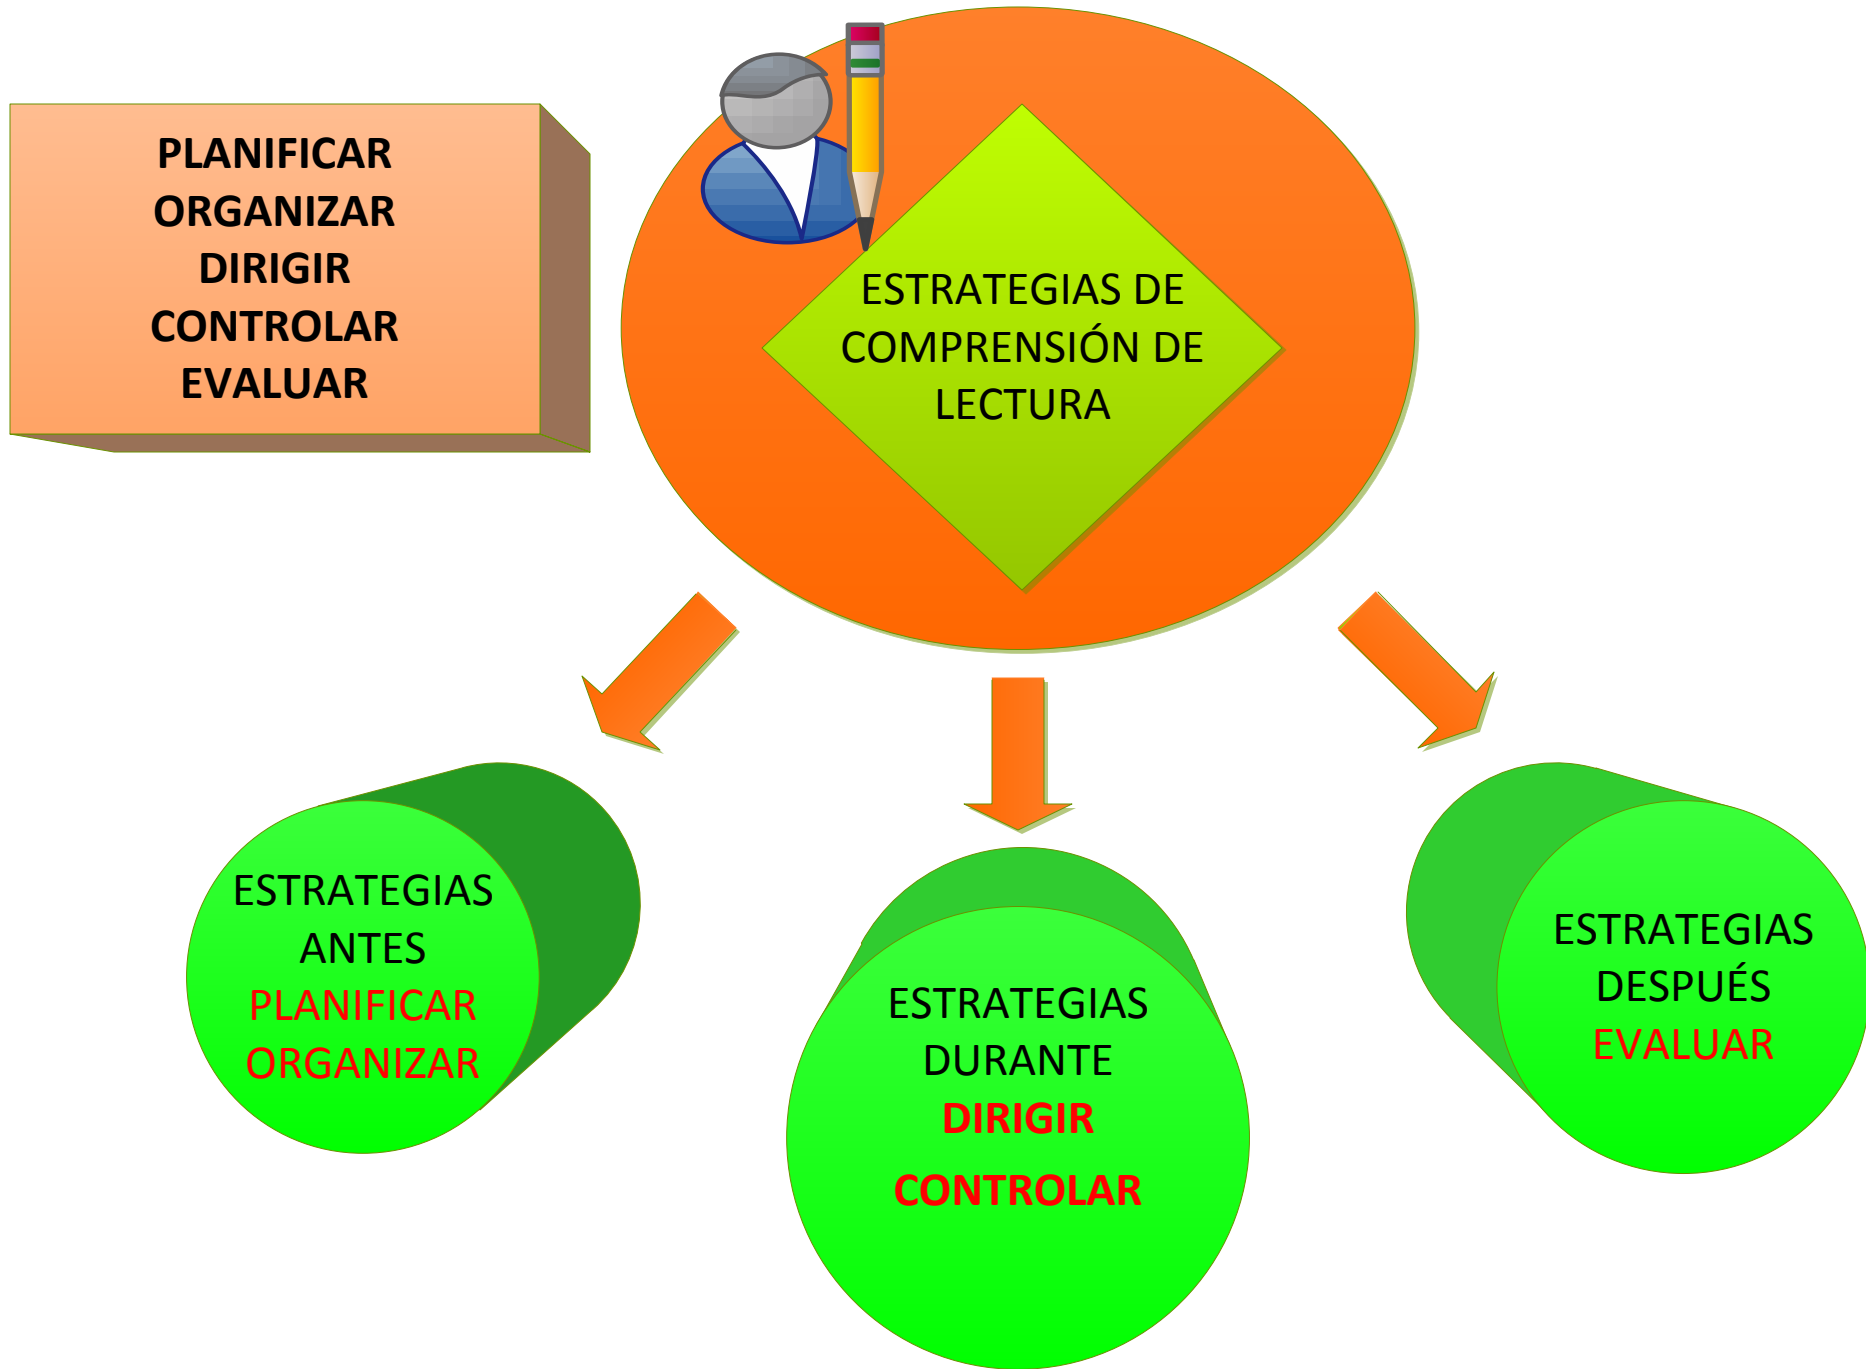 PLANIFICAR
ORGANIZAR
DIRIGIR
CONTROLAR
EVALUAR
ESTRATEGIAS DE
COMPRENSIÓN DE
LECTURA
ESTRATEGIAS
ANTES
PLANIFICAR
ORGANIZAR
ESTRATEGIAS
DURANTE
DIRIGIR
CONTROLAR
ESTRATEGIAS
DESPUÉS
EVALUAR